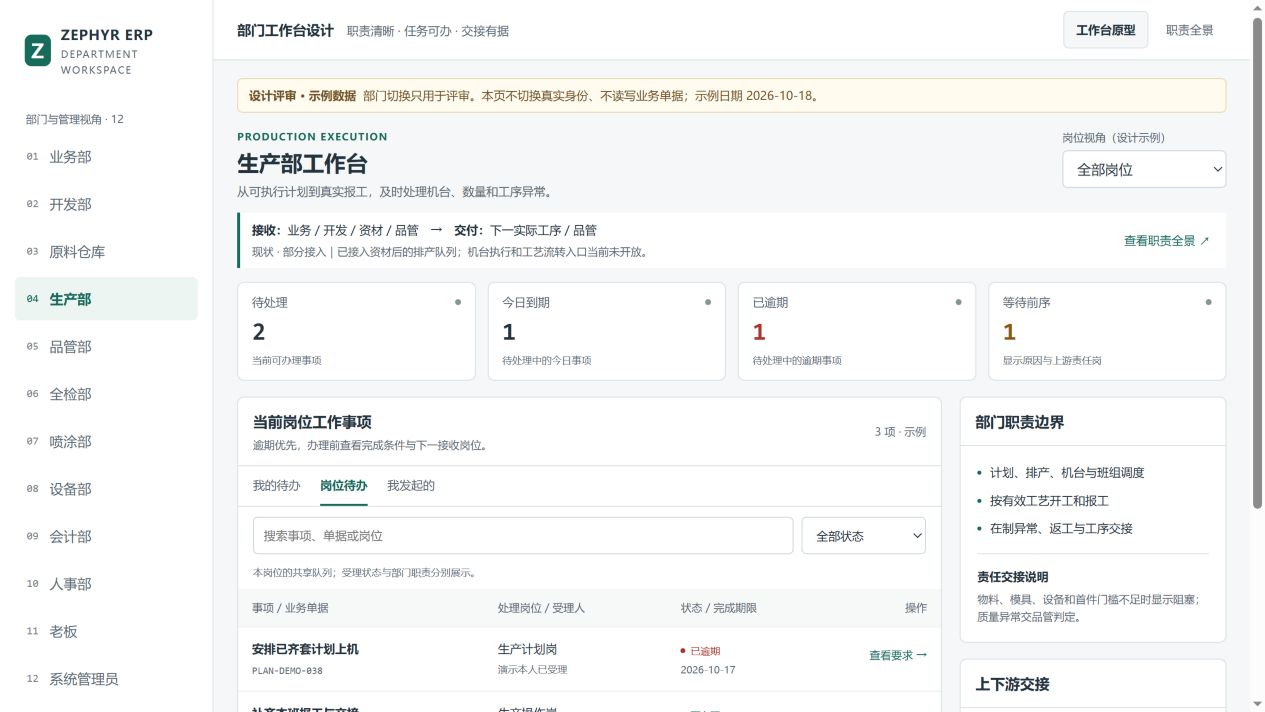 Z
ZEPHYR ERP
DEPARTMENT
WORKSPACE
部门与管理视角 · 12
01 业务部
02 开发部
03 原料仓库
04 生产部
05 品管部
06 全检部
07 喷涂部
08 设备部
09 会计部
10 人事部
11 老板
12 系统管理员
部门工作台设计 职责清晰 · 任务可办 · 交接有据
工作台原型 职责全景
设计评审 • 示例数据 部门切换只用于评审。本页不切换真实身份、不读写业务单据；示例日期 2026-10-18。
PRODUCTION EXECUTION
生产部工作台
从可执行计划到真实报工，及时处理机台、数量和工序异常。
岗位视角（设计示例）
全部岗位
接收：业务 / 开发 / 资材 / 品管 → 交付：下一实际工序 / 品管
现状 · 部分接入 | 已接入资材后的排产队列；机台执行和工艺流转入口当前未开放。
查看职责全景 ↗
待处理
2
当前可办理事项
今日到期
1
待处理中的今日事项
已逾期
1
待处理中的逾期事项
等待前序
1
显示原因与上游责任岗
当前岗位工作事项
逾期优先，办理前查看完成条件与下一接收岗位。
3 项 · 示例
我的待办 岗位待办 我发起的
搜索事项、单据或岗位
全部状态
本岗位的共享队列；受理状态与部门职责分别展示。
事项 / 业务单据 处理岗位 / 受理人 状态 / 完成期限 操作
安排已齐套计划上机 生产计划岗 • 已逾期 查看要求 →
PLAN-DEMO-038 演示本人已受理 2026-10-17
部门职责边界
• 计划、排产、机台与班组调度
• 按有效工艺开工和报工
• 在制异常、返工与工序交接
责任交接说明
物料、模具、设备和首件门槛不足时显示阻塞；
质量异常交品管判定。
上下游交接